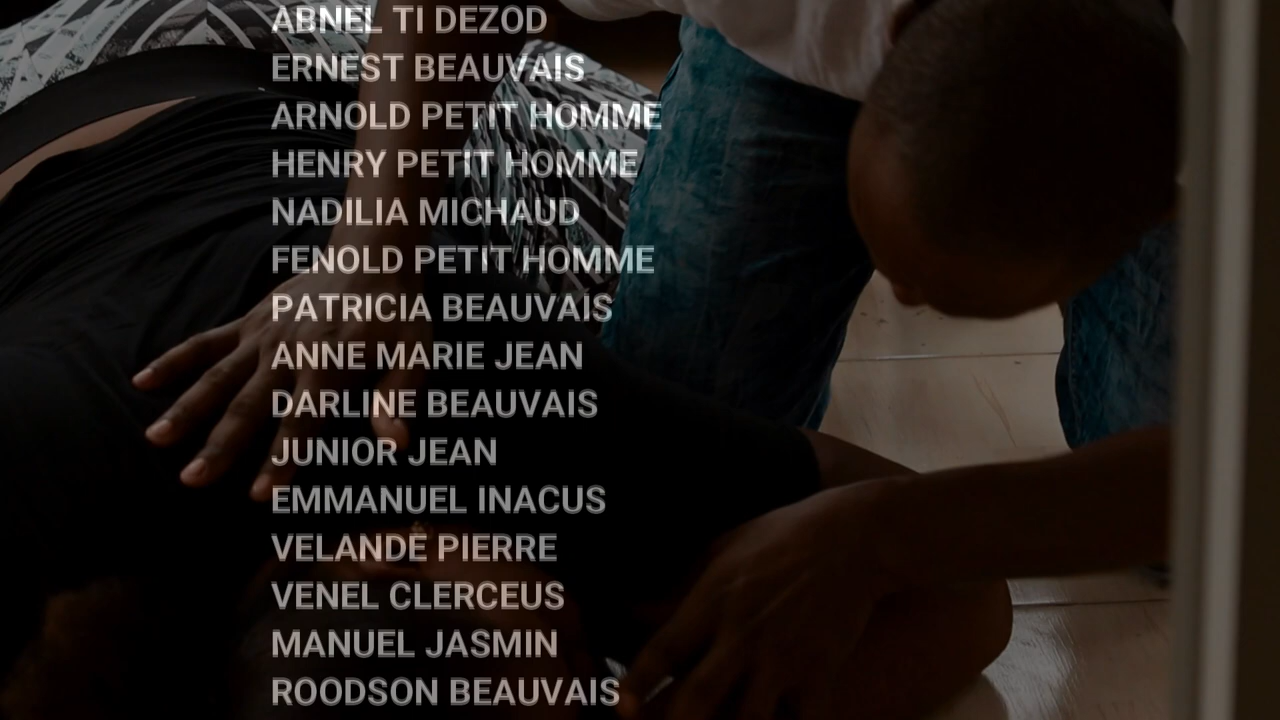 ABNEL TI DEZOD
ERNEST BEAUVAIS
ARNOLD PETIT HOMME
HENRY PETIT HOMME
NADILIA MICHAUD
FENOLD PETIT HOMME
PATRICIA BEAUVAIS
ANNE MARIE JEAN
DARLINE BEAUVAIS
JUNIOR JEAN
EMMANUEL INACUS
VELANDE PIERRE
VENEL CLERCEUS
MANUEL JASMIN
ROODSON BEAUVAIS